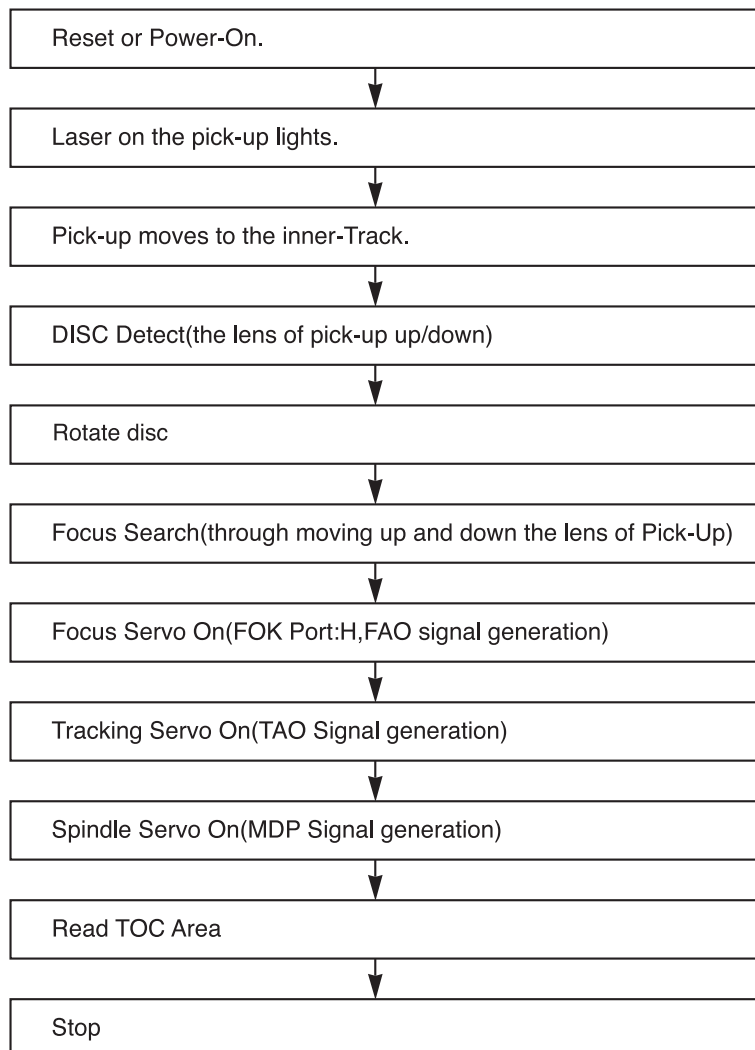 Reset or Power-On.
Laser on the pick-up lights.
Pick-up moves to the inner-Track.
DISC Detect(the lens of pick-up up/down)
Rotate disc
Focus Search(through moving up and down the lens of Pick-Up)
Focus Servo On(FOK Port:H,FAO signal generation)
Tracking Servo On(TAO Signal generation)
Spindle Servo On(MDP Signal generation)
Read TOC Area
Stop